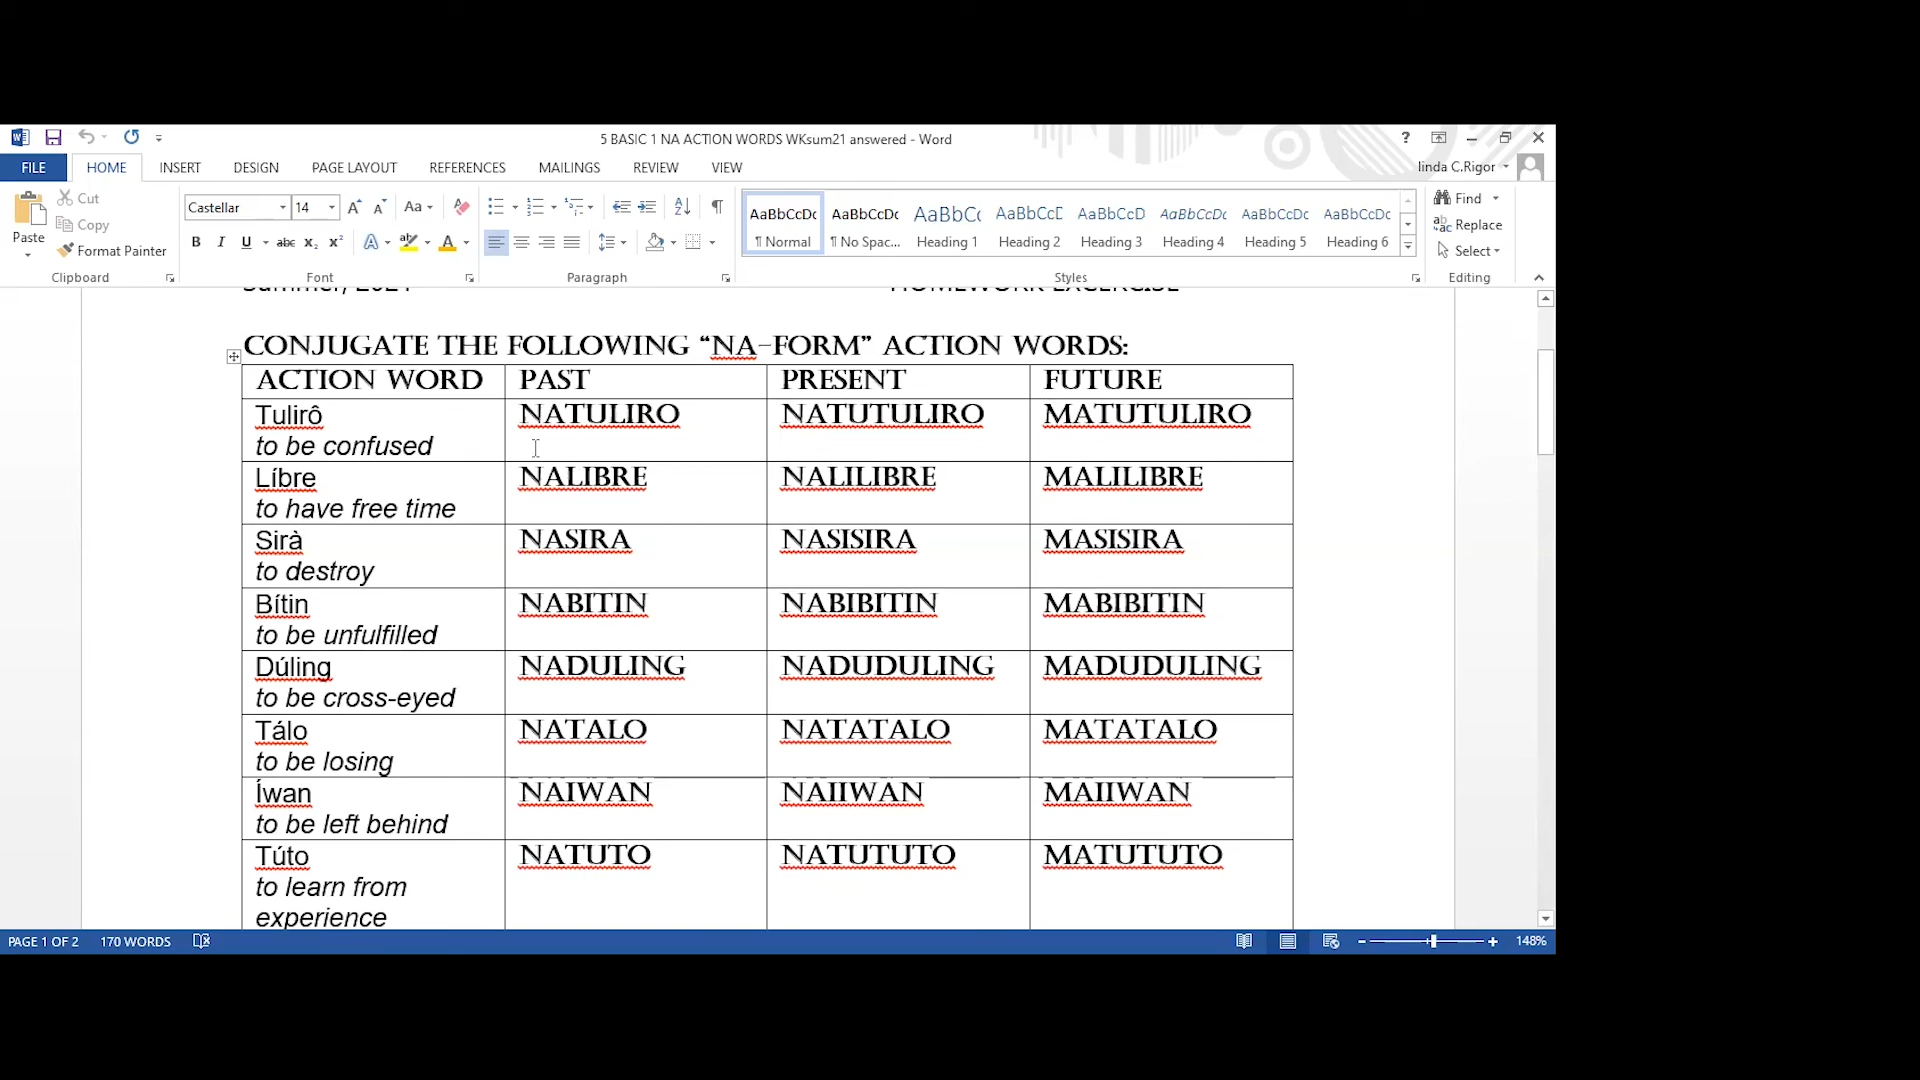 5 BASIC 1 NA ACTION WORDS WKsum21 answered - Word
FILE HOME INSERT DESIGN PAGE LAYOUT REFERENCES MAILINGS REVIEW VIEW linda C.Rigor
Paste
Cut
Copy
Format Painter
Clipboard
Castellar 14
Font
Paragraph
AaBbCcDc AaBbCcDc AaBbC( AaBbCcD AaBbCcD AaBbCcDc AaBbCcDc AaBbCcDc
¶ Normal ¶ No Spac... Heading 1 Heading 2 Heading 3 Heading 4 Heading 5 Heading 6
Styles
Find
Replace
Select
Editing
Summer, 2021 HOMEWORK EXCERCISE
CONJUGATE THE FOLLOWING “NA-FORM” ACTION WORDS:
ACTION WORD PAST PRESENT FUTURE
Tulirô NATULIRO NATUTULIRO MATUTULIRO
to be confused
Líbre NALIBRE NALILIBRE MALILIBRE
to have free time
Sirà NASIRA NASISIRA MASISIRA
to destroy
Bítin NABITIN NABIBITIN MABIBITIN
to be unfulfilled
Dúling NADULING NADUDULING MADUDULING
to be cross-eyed
Tálo NATALO NATATALO MATATALO
to be losing
Íwan NAIWAN NAIIWAN MAIIWAN
to be left behind
Túto NATUTO NATUTUTO MATUTUTO
to learn from
experience
PAGE 1 OF 2 170 WORDS 148%